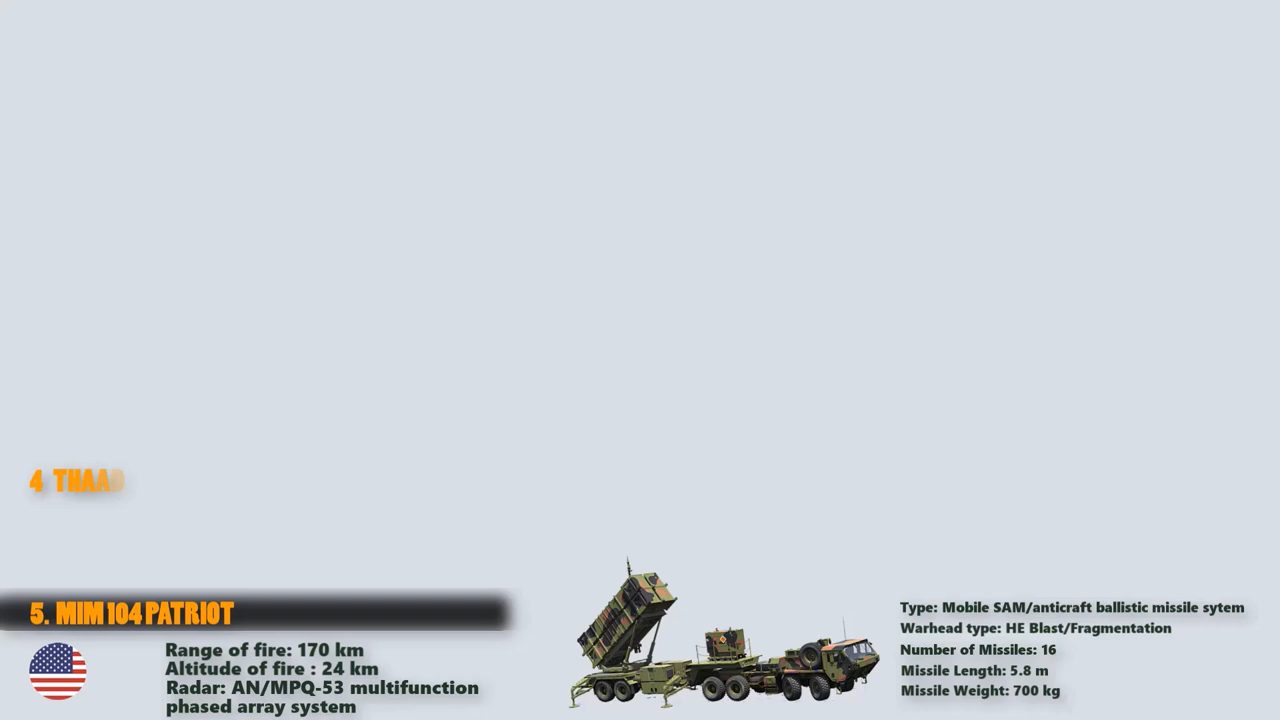 4 THAAD
5. MIM 104 PATRIOT
Range of fire: 170 km
Altitude of fire : 24 km
Radar: AN/MPQ-53 multifunction
phased array system
Type: Mobile SAM/anticraft ballistic missile sytem
Warhead type: HE Blast/Fragmentation
Number of Missiles: 16
Missile Length: 5.8 m
Missile Weight: 700 kg